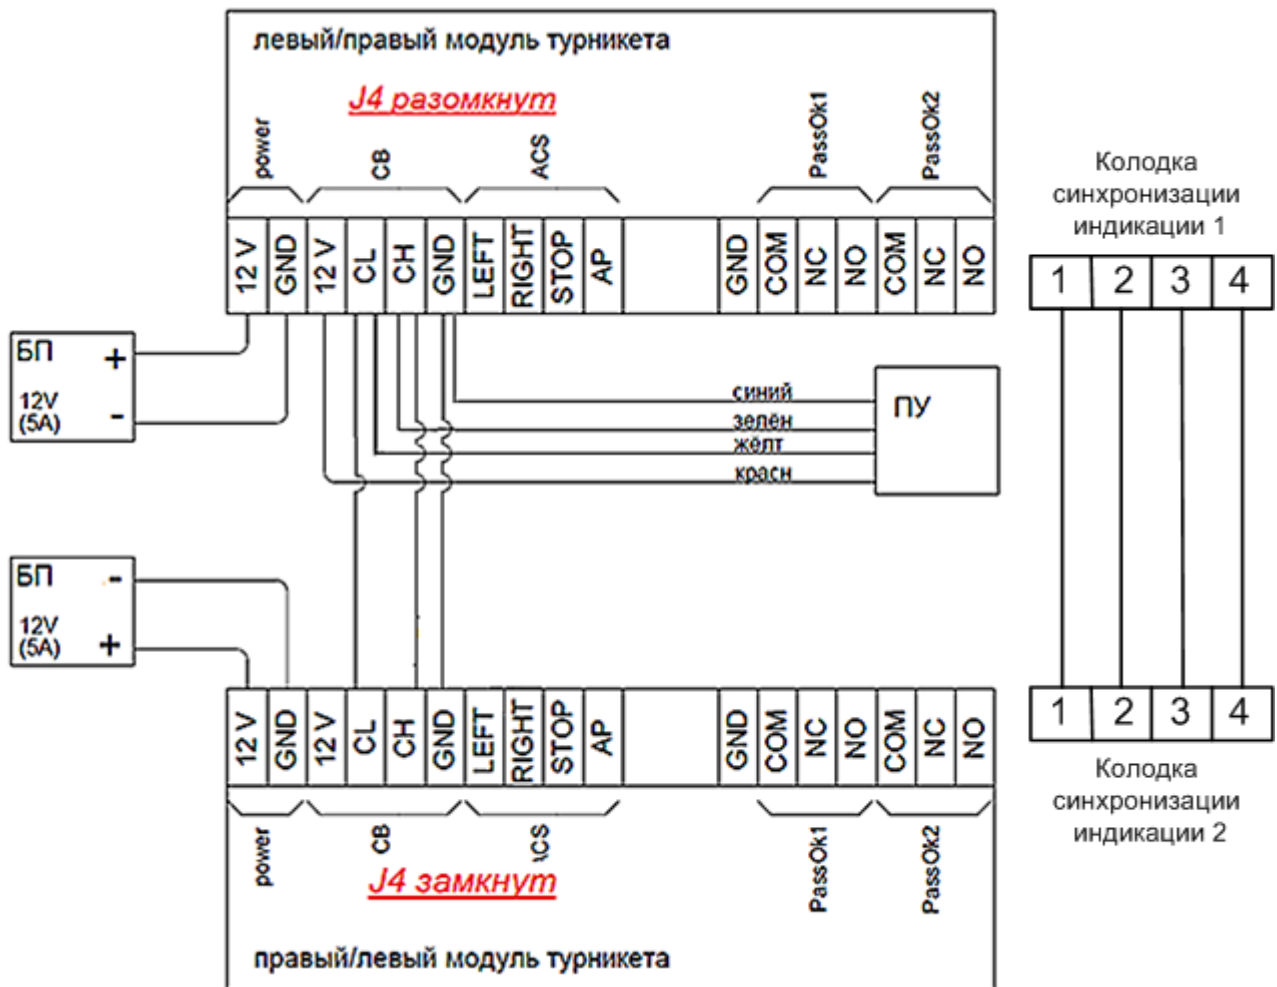 левый/правый модуль турникета
J4 разомкнут
power
CB
ACS
PassOk1
PassOk2
12 V
GND
12 V
CL
CH
GND
LEFT
RIGHT
STOP
AP
GND
COM
NC
NO
COM
NC
NO
Колодка
синхронизации
индикации 1
1
2
3
4
БП
+
12V
(5A)
-
синий
зелён
жёлт
красн
ПУ
БП
-
12V
(5A)
+
12 V
GND
12 V
CL
CH
GND
LEFT
RIGHT
STOP
AP
GND
COM
NC
NO
COM
NC
NO
1
2
3
4
Колодка
синхронизации
индикации 2
power
CB
ACS
PassOk1
PassOk2
J4 замкнут
правый/левый модуль турникета